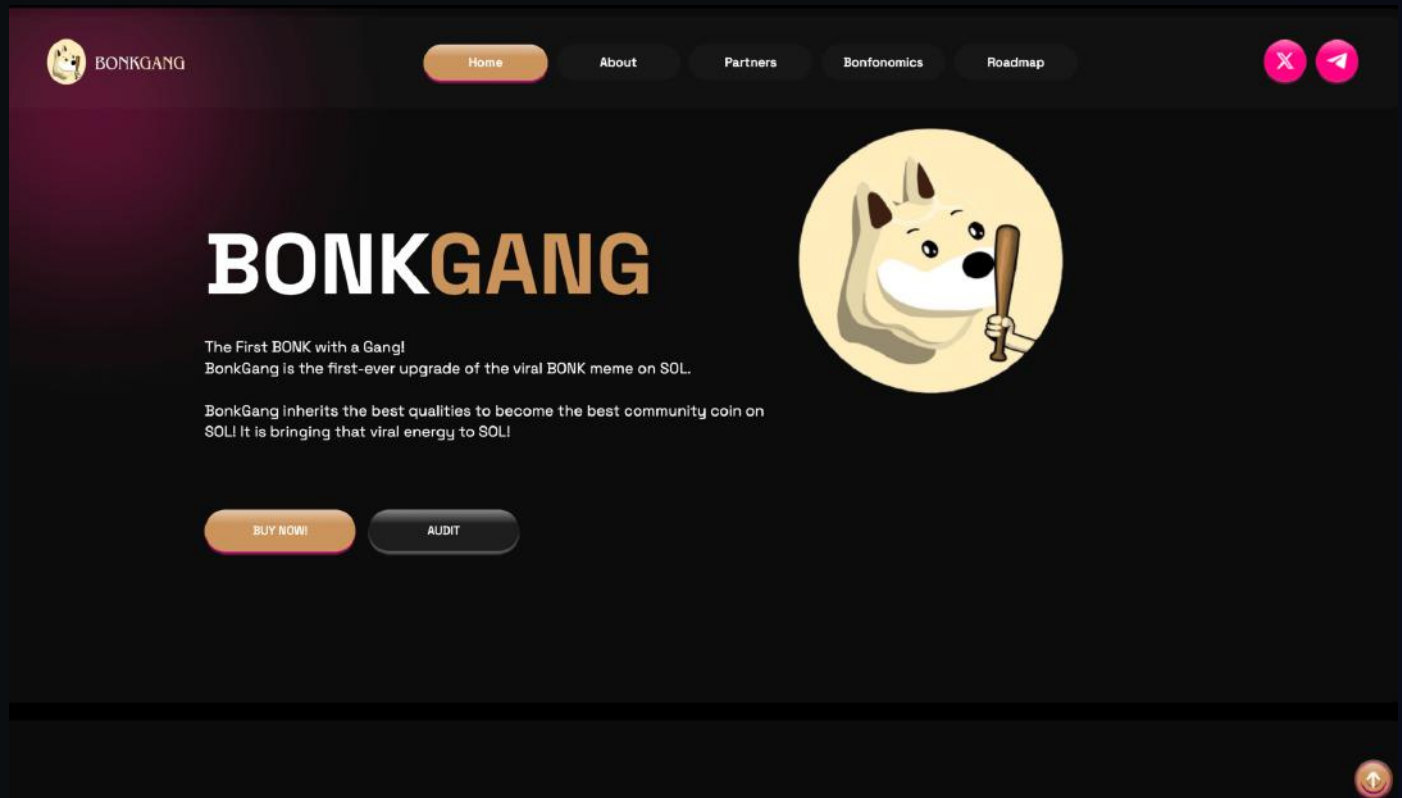 BONKGANG
Home
About
Partners
Bonfonomics
Roadmap
BONKGANG
The First BONK with a Gang!
BonkGang is the first-ever upgrade of the viral BONK meme on SOL.
BonkGang inherits the best qualities to become the best community coin on
SOL! It is bringing that viral energy to SOL!
BUY NOW!
AUDIT